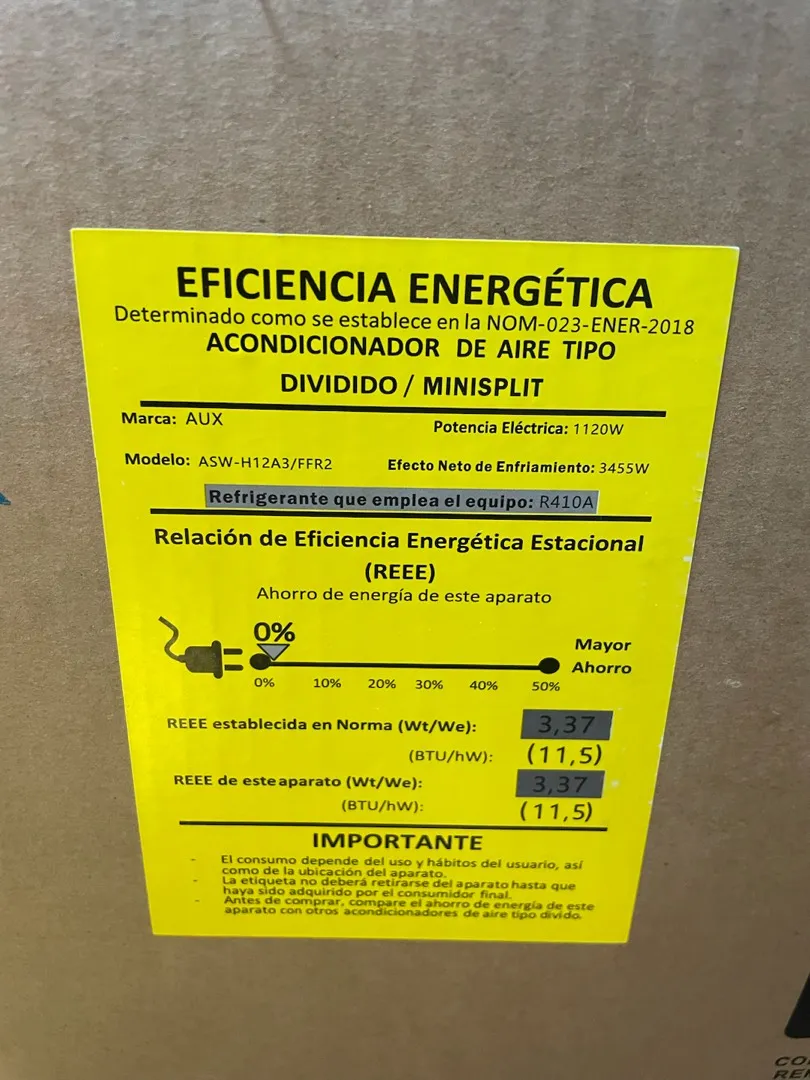 EFICIENCIA ENERGÉTICA
Determinado como se establece en la NOM-023-ENER-2018
ACONDICIONADOR DE AIRE TIPO
DIVIDIDO / MINISPLIT
Marca: AUX
Potencia Eléctrica: 1120W
Modelo: ASW-H12A3/FFR2
Efecto Neto de Enfriamiento: 3455W
Refrigerante que emplea el equipo: R410A
Relación de Eficiencia Energética Estacional
(REEE)
Ahorro de energía de este aparato
0%
Mayor
Ahorro
0% 10% 20% 30% 40% 50%
REEE establecida en Norma (Wt/We): 3,37
(BTU/hW): (11,5)
REEE de este aparato (Wt/We): 3,37
(BTU/hW): (11,5)
IMPORTANTE
- El consumo depende del uso y hábitos del usuario, así
como de la ubicación del aparato.
- La etiqueta no deberá retirarse del aparato hasta que
haya sido adquirido por el consumidor final.
- Antes de comprar, compare el ahorro de energía de este
aparato con otros acondicionadores de aire tipo divido.